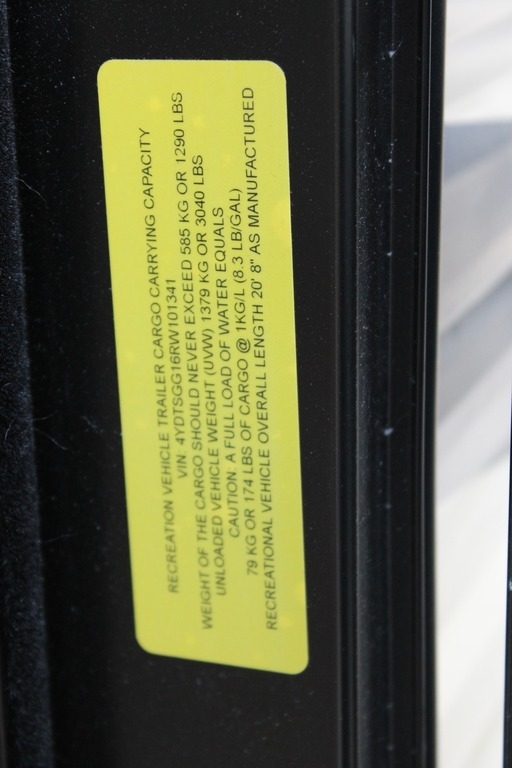 RECREATION VEHICLE TRAILER CARGO CARRYING CAPACITY
VIN 4YDTSGG16RW101341
WEIGHT OF THE CARGO SHOULD NEVER EXCEED 585 KG OR 1290 LBS
UNLOADED VEHICLE WEIGHT (UVW) 1379 KG OR 3040 LBS
CAUTION: A FULL LOAD OF WATER EQUALS
79 KG OR 174 LBS OF CARGO @ 1KG/L (8.3 LB/GAL)
RECREATIONAL VEHICLE OVERALL LENGTH 20' 8" AS MANUFACTURED